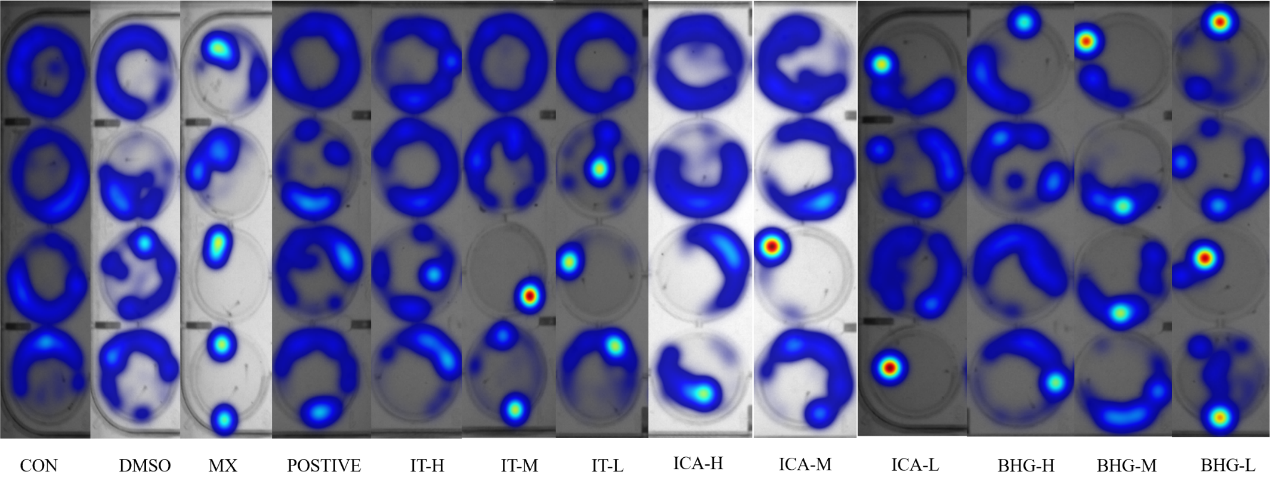 CON DMSO MX POSTIVE IT-H IT-M IT-L ICA-H ICA-M ICA-L BHG-H BHG-M BHG-L